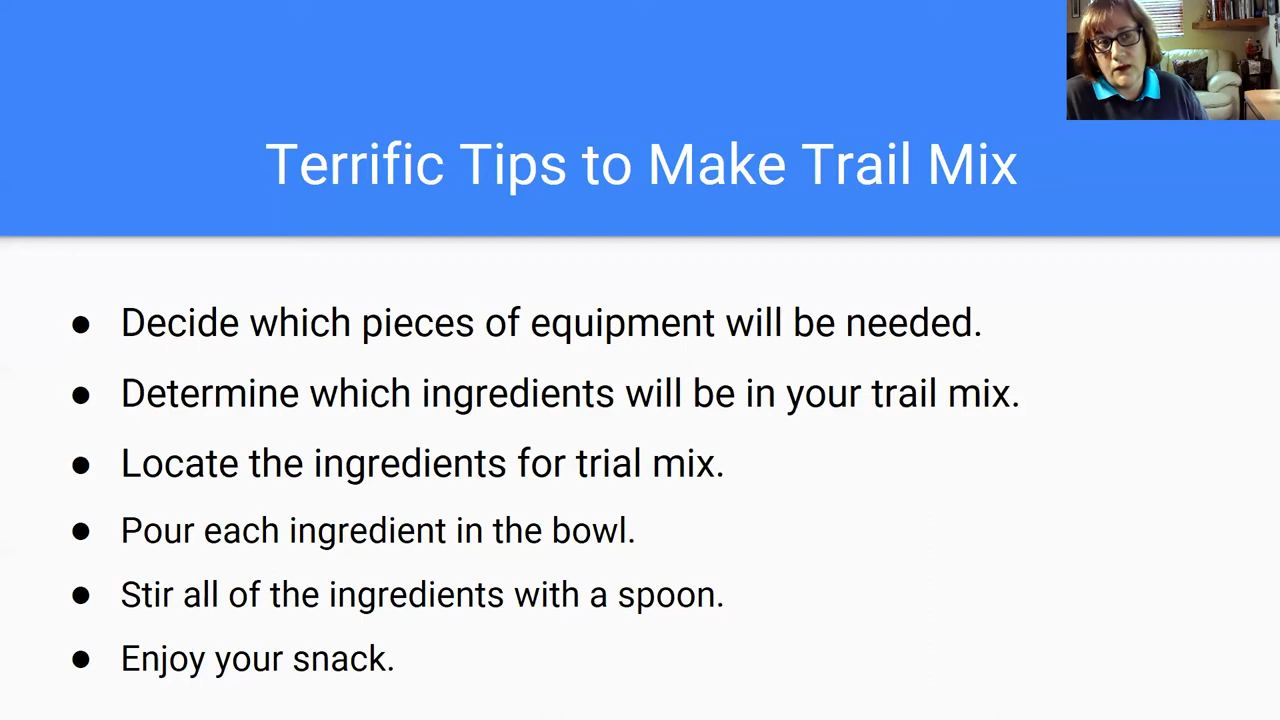 Terrific Tips to Make Trail Mix
● Decide which pieces of equipment will be needed.
● Determine which ingredients will be in your trail mix.
● Locate the ingredients for trial mix.
● Pour each ingredient in the bowl.
● Stir all of the ingredients with a spoon.
● Enjoy your snack.